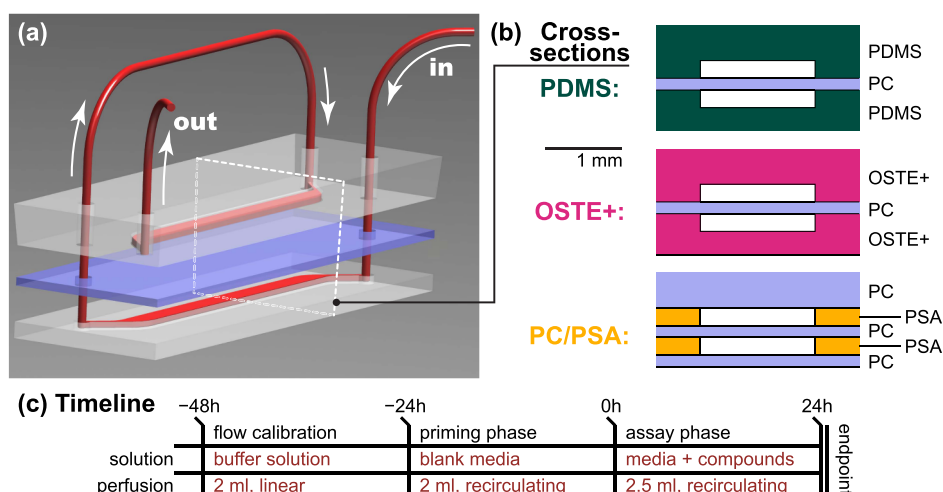 (a)
in
out
(b)
Cross-
sections
PDMS:
PDMS
PC
PDMS
1 mm
OSTE+:
OSTE+
PC
OSTE+
PC/PSA:
PC
PSA
PC
PSA
PC
(c) Timeline
−48h −24h 0h 24h
flow calibration priming phase assay phase
solution buffer solution blank media media + compounds
perfusion 2 ml, linear 2 ml, recirculating 2.5 ml, recirculating
endpoint